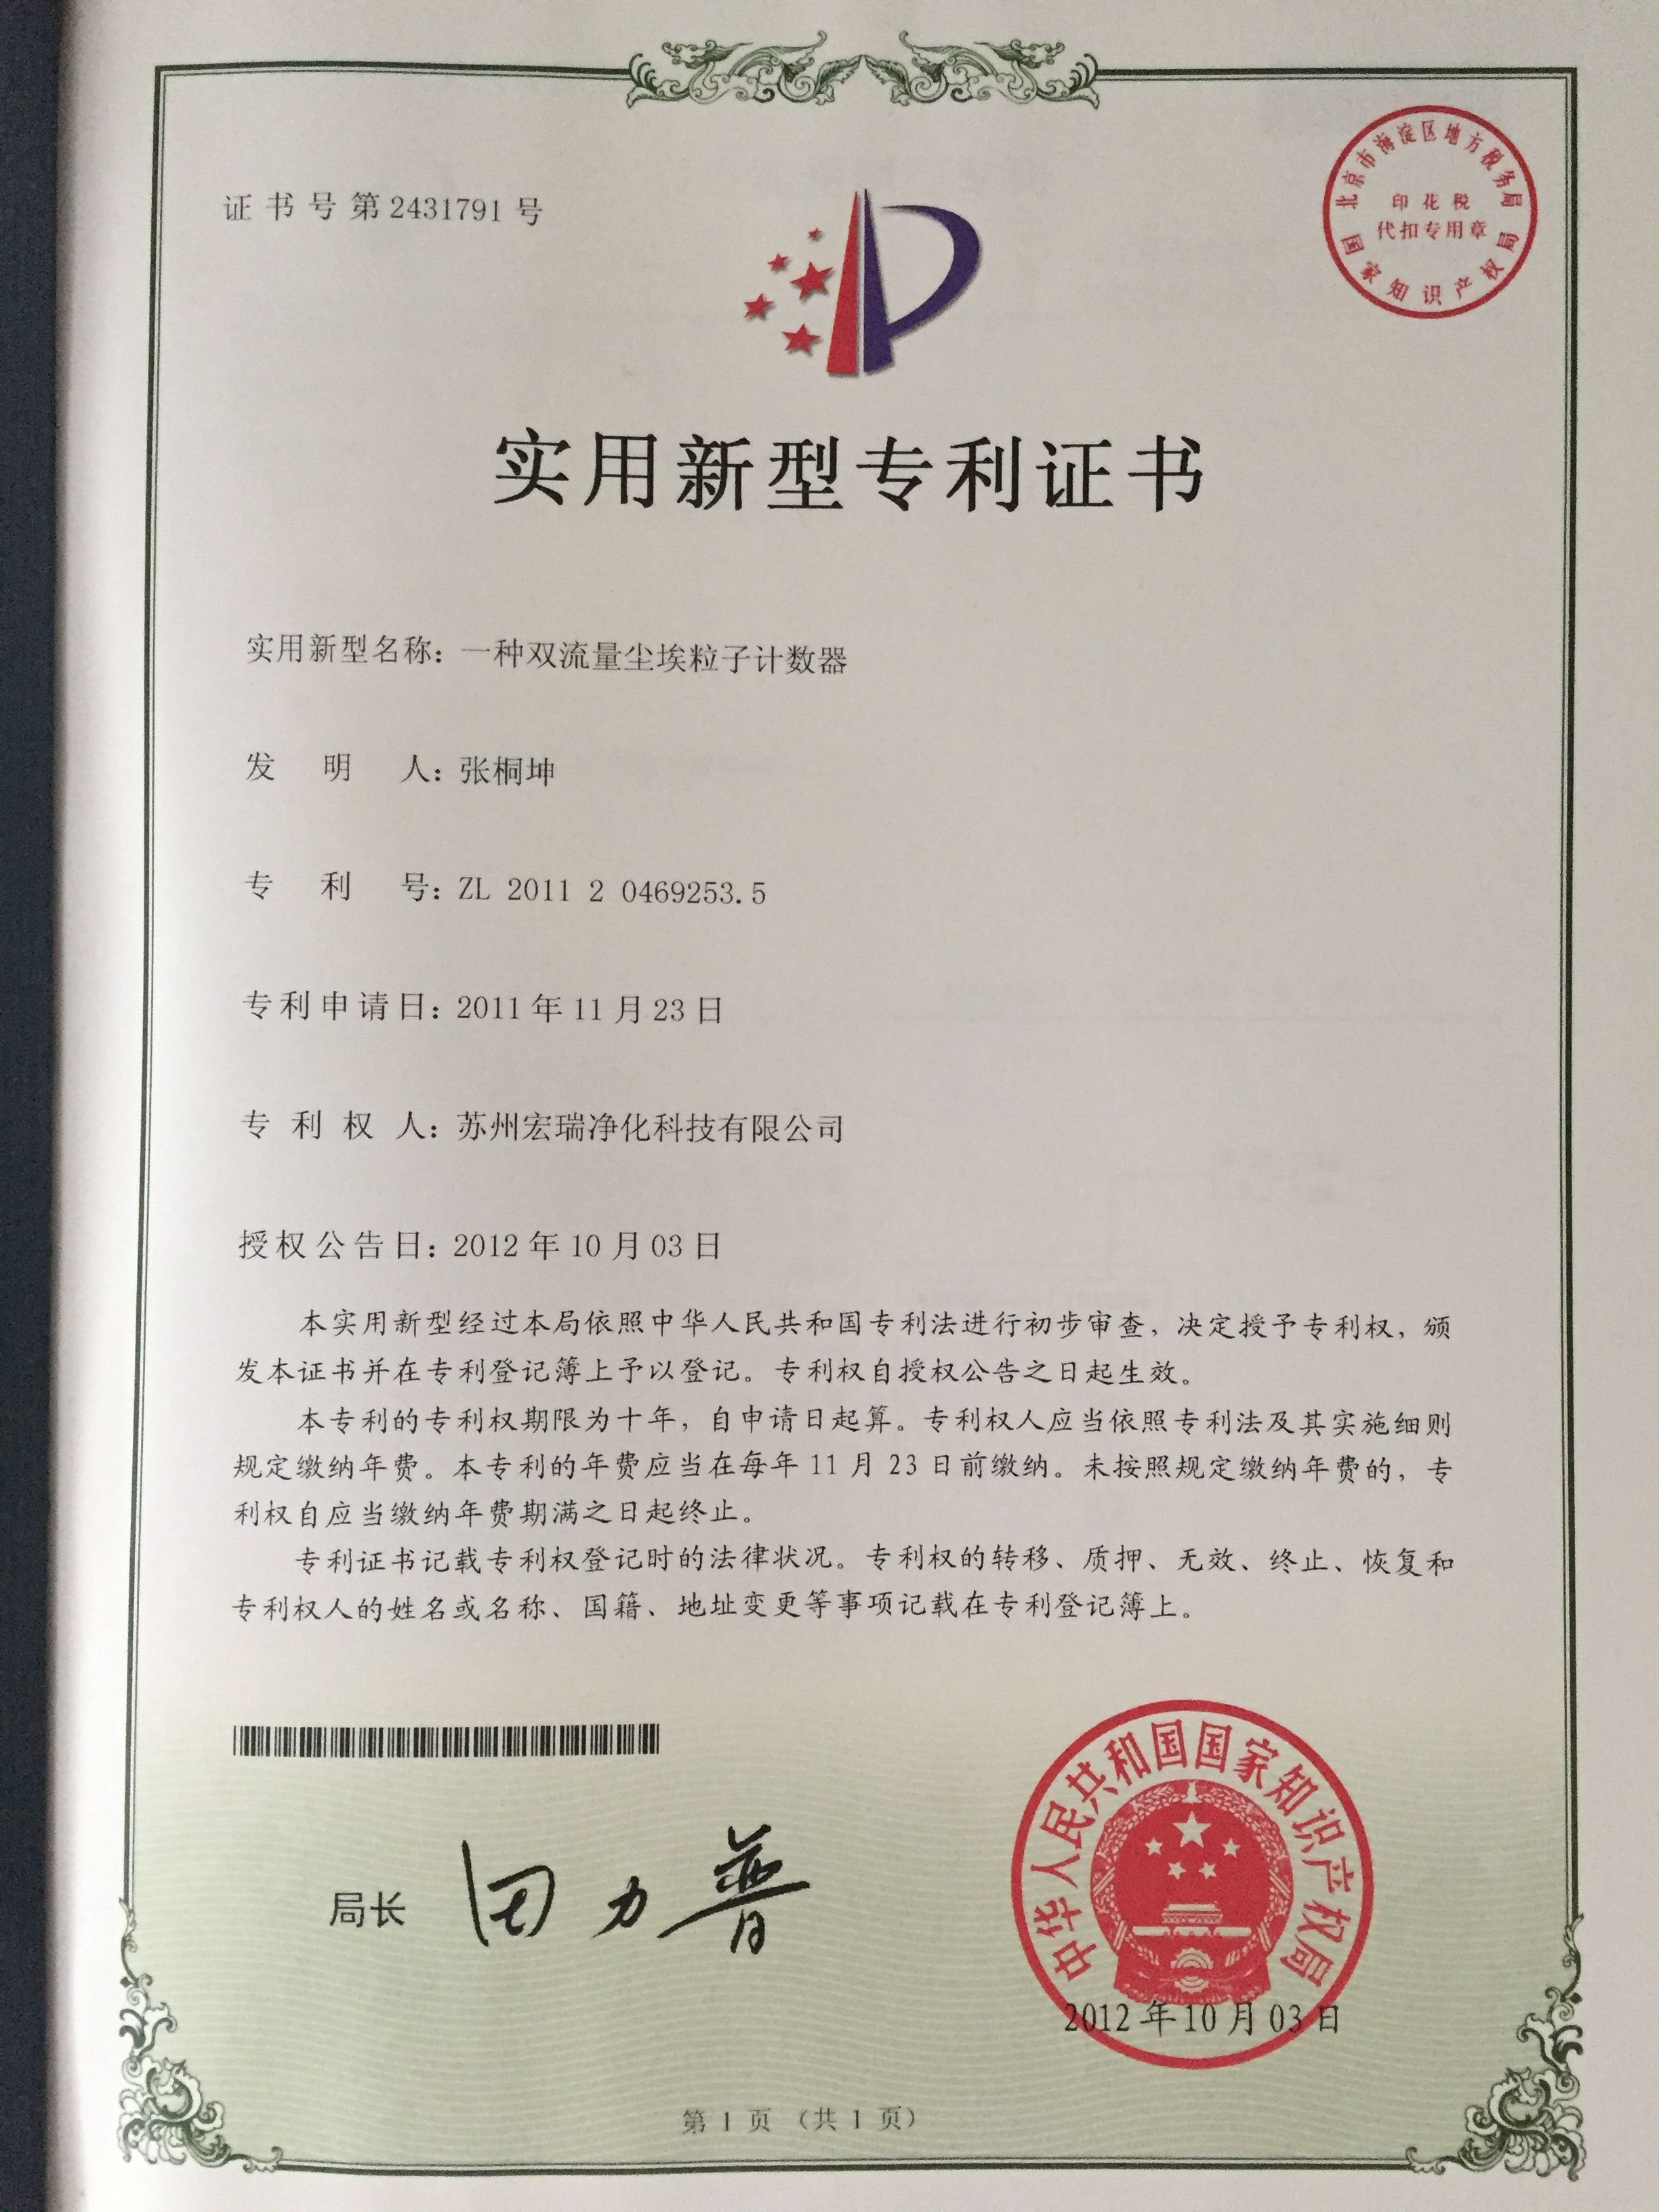 证书号第2431791号
北京市海淀区地方税务局
印花税
代扣专用章
国家知识产权局
实用新型专利证书
实用新型名称：一种双流量尘埃粒子计数器
发明人：张桐坤
专利号：ZL 2011 2 0469253.5
专利申请日：2011年11月23日
专利权人：苏州宏瑞净化科技有限公司
授权公告日：2012年10月03日
本实用新型经过本局依照中华人民共和国专利法进行初步审查，决定授予专利权，颁
发本证书并在专利登记簿上予以登记。专利权自授权公告之日起生效。
本专利的专利权期限为十年，自申请日起算。专利权人应当依照专利法及其实施细则
规定缴纳年费。本专利的年费应当在每年11月23日前缴纳。未按照规定缴纳年费的，专
利权自应当缴纳年费期满之日起终止。
专利证书记载专利权登记时的法律状况。专利权的转移、质押、无效、终止、恢复和
专利权人的姓名或名称、国籍、地址变更等事项记载在专利登记簿上。
局长 田力普
中华人民共和国国家知识产权局
2012年10月03日
第1页（共1页）